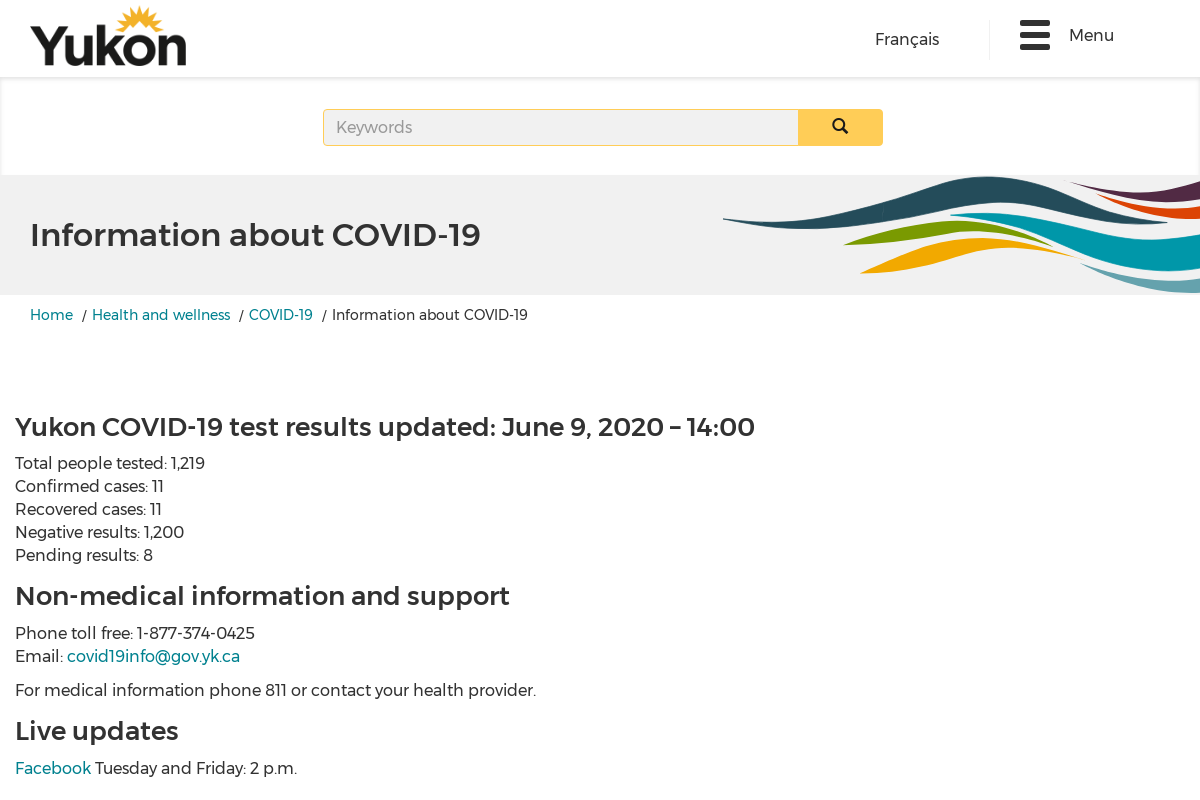 Yukon
Français
Menu
Keywords
Information about COVID-19
Home / Health and wellness / COVID-19 / Information about COVID-19
Yukon COVID-19 test results updated: June 9, 2020 – 14:00
Total people tested: 1,219
Confirmed cases: 11
Recovered cases: 11
Negative results: 1,200
Pending results: 8
Non-medical information and support
Phone toll free: 1-877-374-0425
Email: covid19info@gov.yk.ca
For medical information phone 811 or contact your health provider.
Live updates
Facebook Tuesday and Friday: 2 p.m.